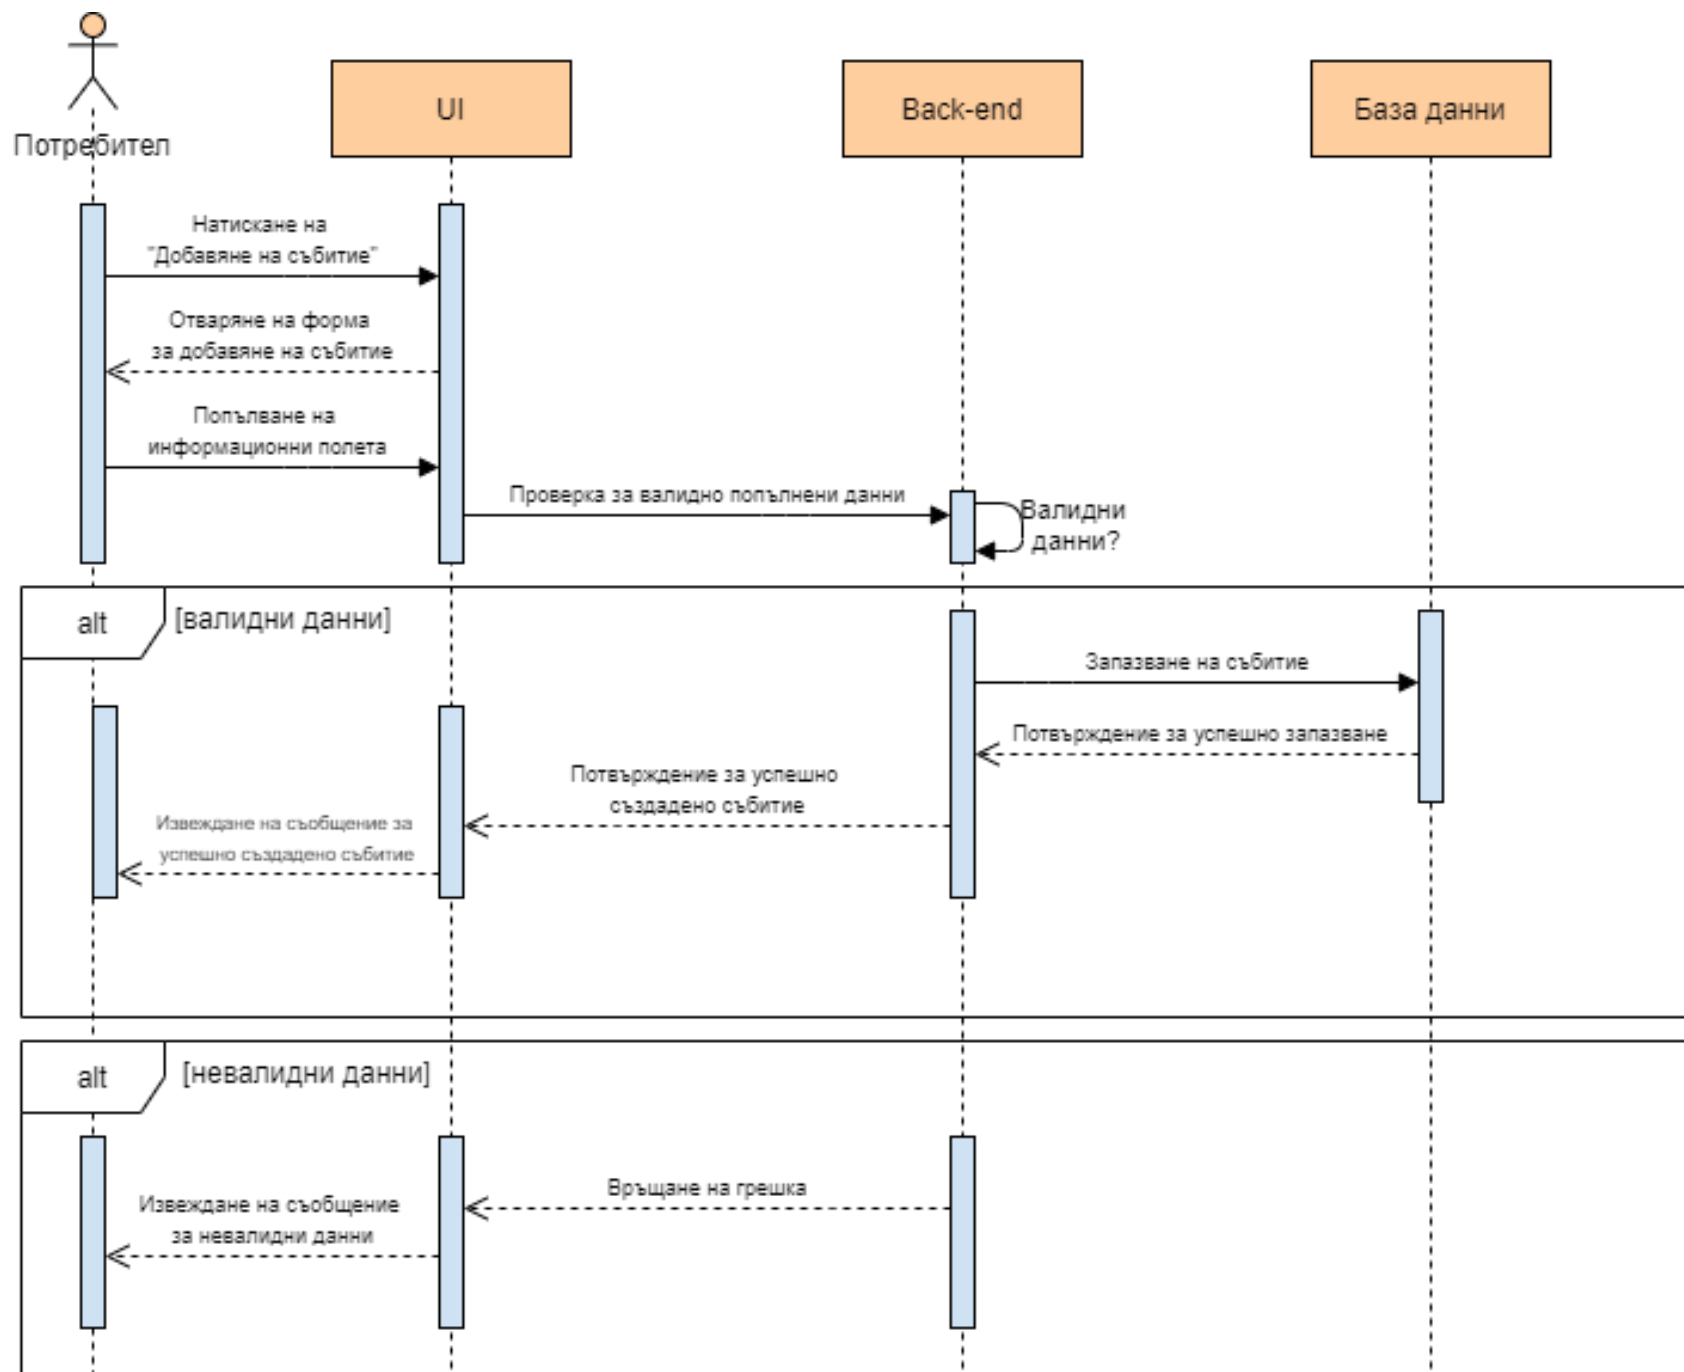 Потребител
UI
Back-end
База данни
Натискане на
"Добавяне на събитие"
Отваряне на форма
за добавяне на събитие
Попълване на
информационни полета
Проверка за валидно попълнени данни
Валидни
данни?
alt
[валидни данни]
Запазване на събитие
Потвърждение за успешно запазване
Потвърждение за успешно
създадено събитие
Извеждане на съобщение за
успешно създадено събитие
alt
[невалидни данни]
Връщане на грешка
Извеждане на съобщение
за невалидни данни